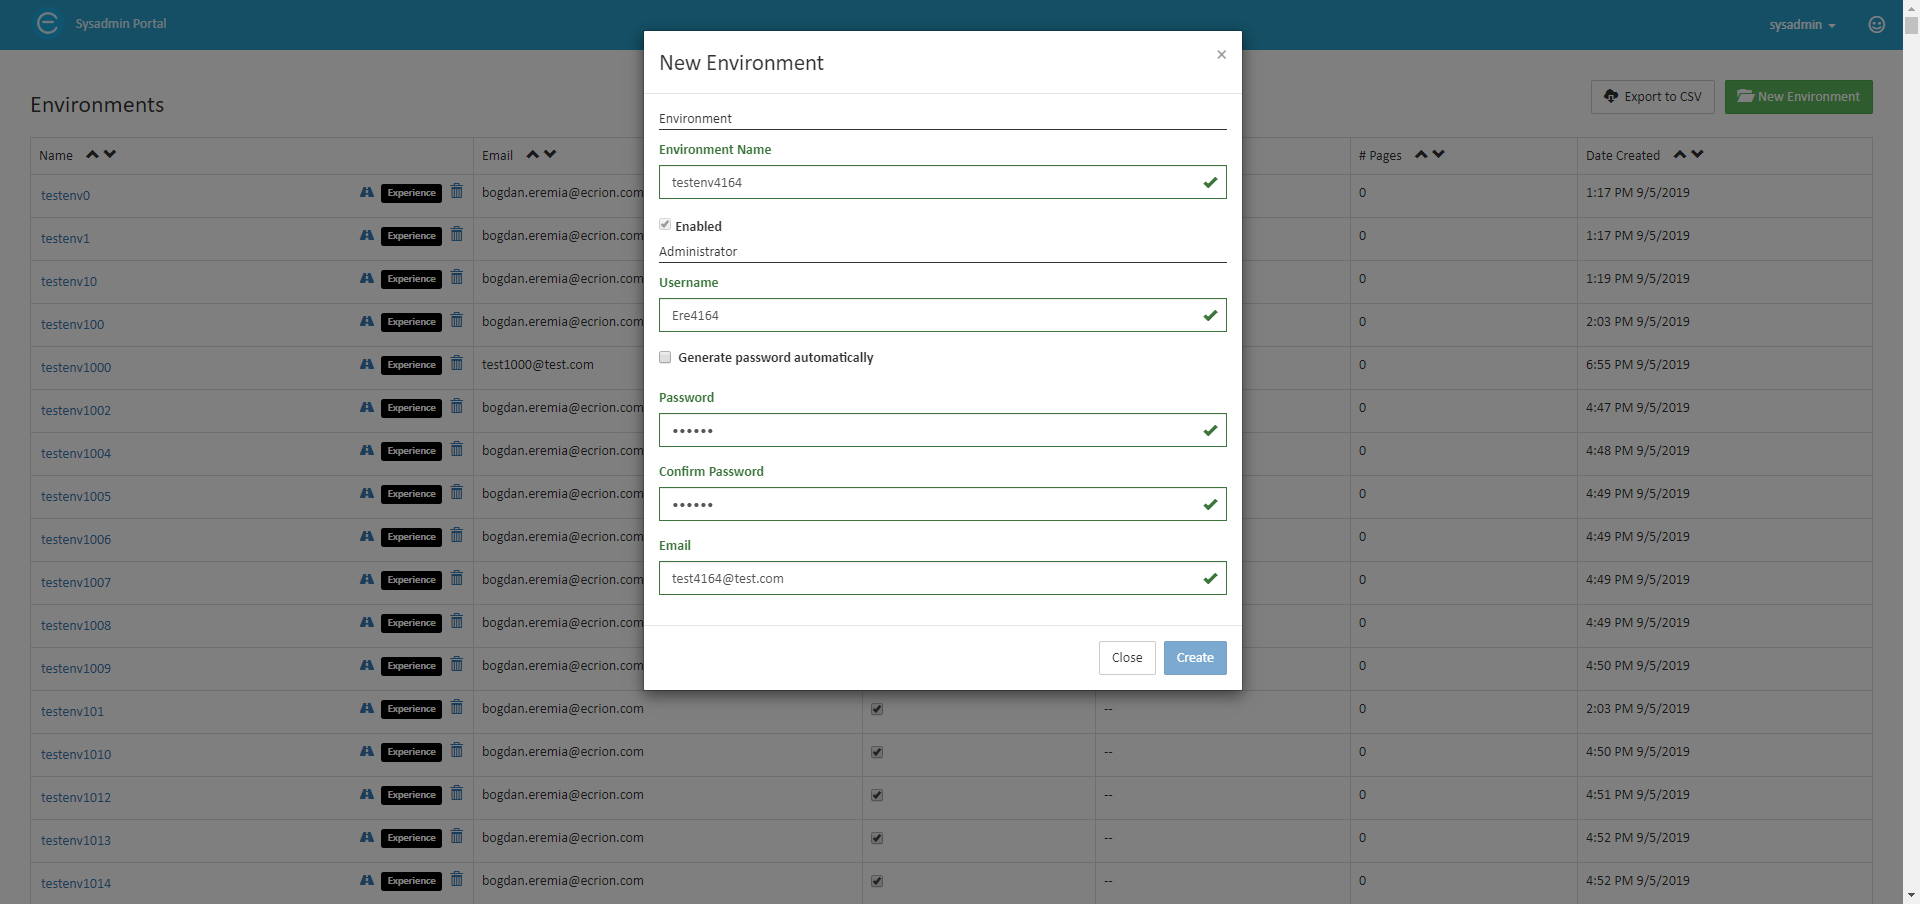 Sysadmin Portal
sysadmin
Environments
Export to CSV
New Environment
Name
Email
# Pages
Date Created
testenv0 Experience bogdan.eremia@ecrion.com 0 1:17 PM 9/5/2019
testenv1 Experience bogdan.eremia@ecrion.com 0 1:17 PM 9/5/2019
testenv10 Experience bogdan.eremia@ecrion.com 0 1:19 PM 9/5/2019
testenv100 Experience bogdan.eremia@ecrion.com 0 2:03 PM 9/5/2019
testenv1000 Experience test1000@test.com 0 6:55 PM 9/5/2019
testenv1002 Experience bogdan.eremia@ecrion.com 0 4:47 PM 9/5/2019
testenv1004 Experience bogdan.eremia@ecrion.com 0 4:48 PM 9/5/2019
testenv1005 Experience bogdan.eremia@ecrion.com 0 4:49 PM 9/5/2019
testenv1006 Experience bogdan.eremia@ecrion.com 0 4:49 PM 9/5/2019
testenv1007 Experience bogdan.eremia@ecrion.com 0 4:49 PM 9/5/2019
testenv1008 Experience bogdan.eremia@ecrion.com 0 4:49 PM 9/5/2019
testenv1009 Experience bogdan.eremia@ecrion.com 0 4:50 PM 9/5/2019
testenv101 Experience bogdan.eremia@ecrion.com -- 0 2:03 PM 9/5/2019
testenv1010 Experience bogdan.eremia@ecrion.com -- 0 4:50 PM 9/5/2019
testenv1012 Experience bogdan.eremia@ecrion.com -- 0 4:51 PM 9/5/2019
testenv1013 Experience bogdan.eremia@ecrion.com -- 0 4:52 PM 9/5/2019
testenv1014 Experience bogdan.eremia@ecrion.com -- 0 4:52 PM 9/5/2019
New Environment
×
Environment
Environment Name
testenv4164
Enabled
Administrator
Username
Ere4164
Generate password automatically
Password
••••••
Confirm Password
••••••
Email
test4164@test.com
Close
Create